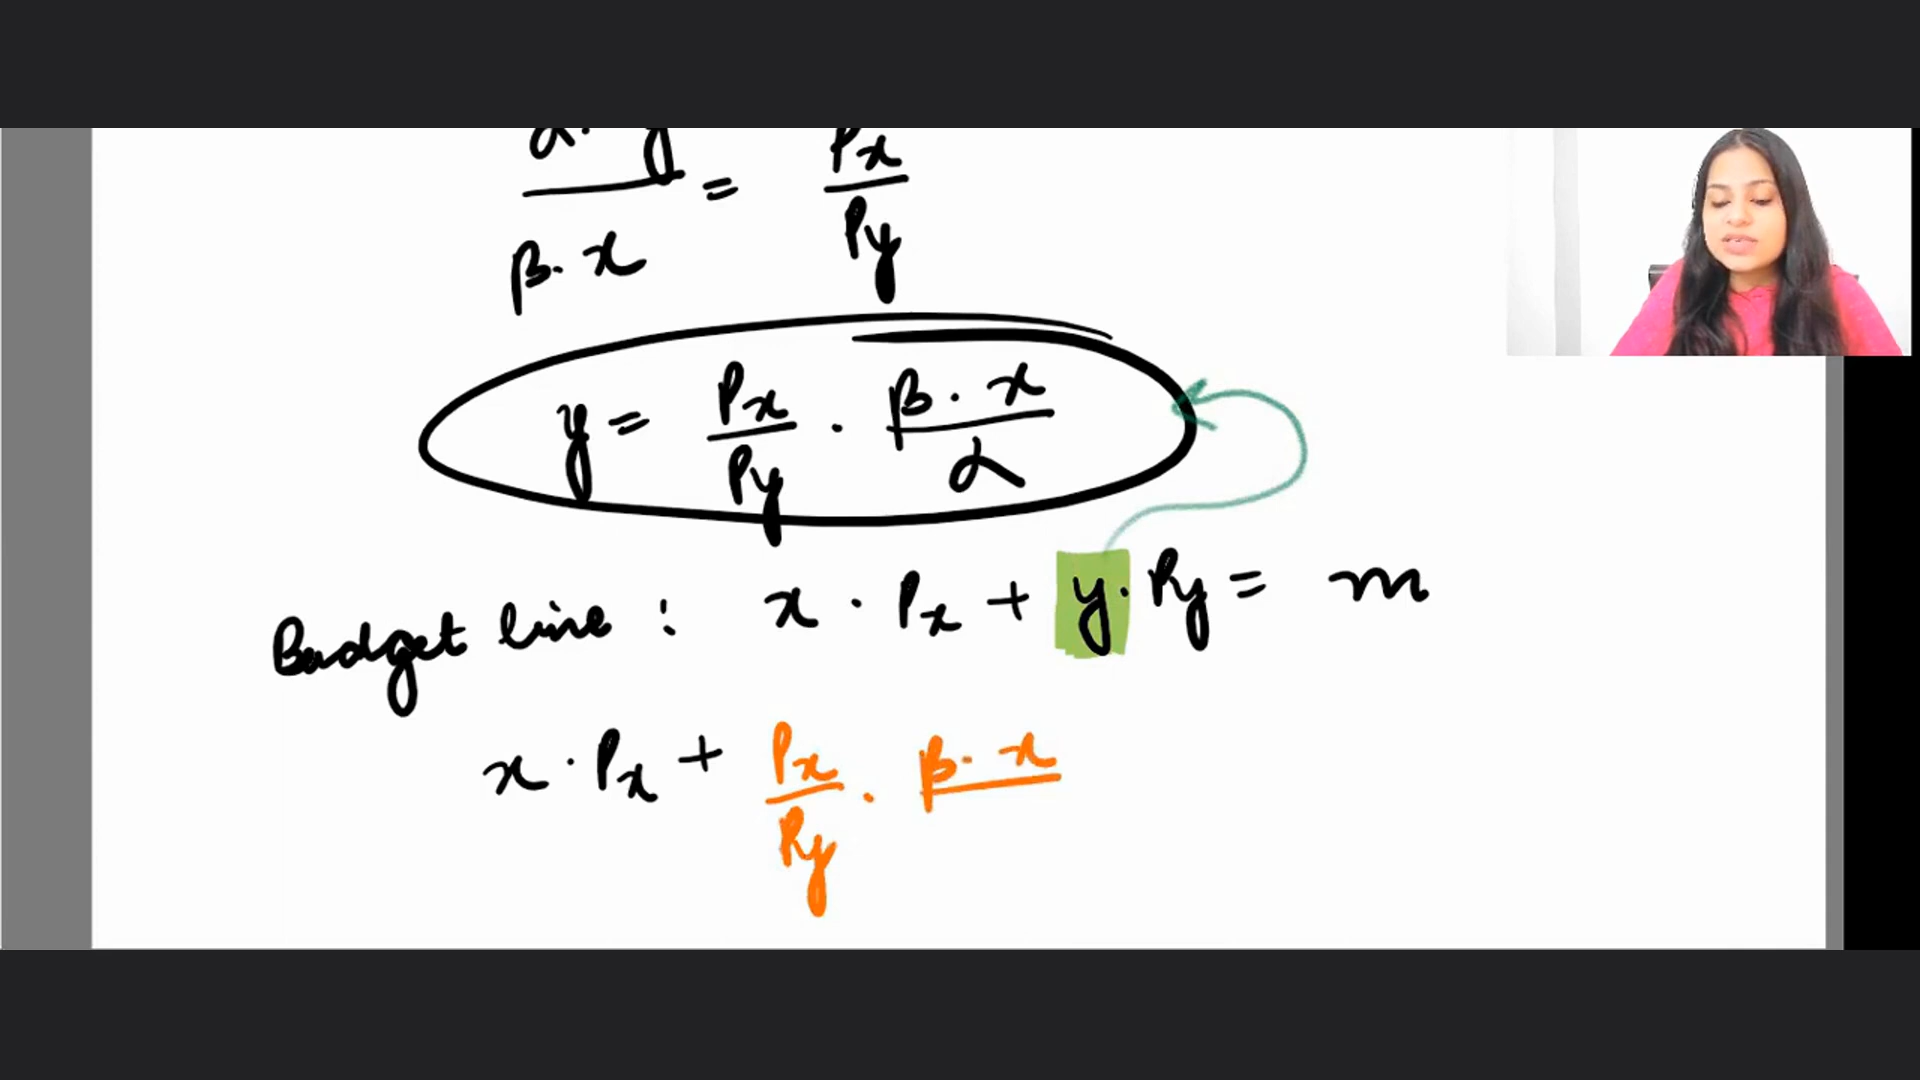 α · y / β · x = Px / Py
y = Px / Py · β · x / α
Budget line : x · Px + y · Py = m
x · Px + Px / Py · β · x /